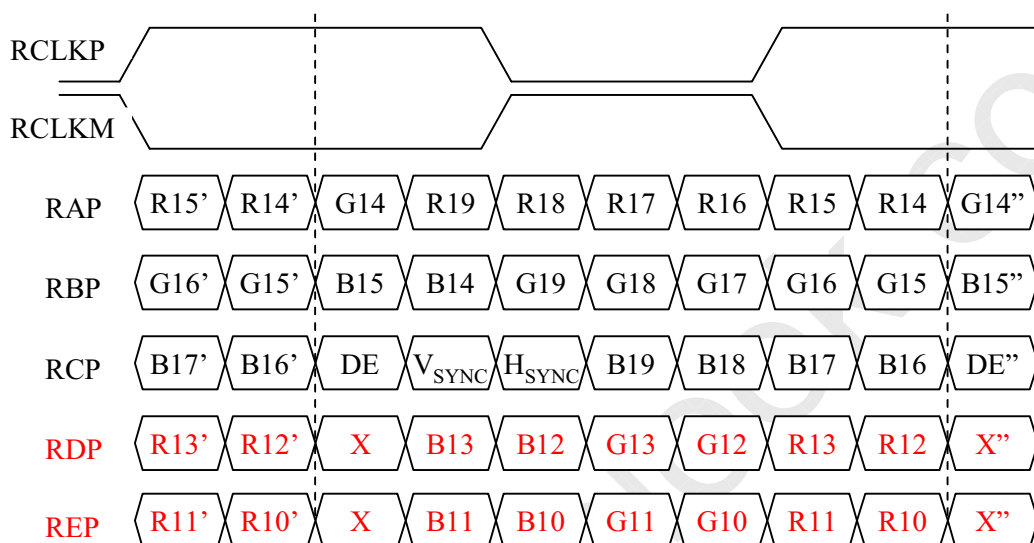 RCLKP
RCLKM
RAP R15’ R14’ G14 R19 R18 R17 R16 R15 R14 G14”
RBP G16’ G15’ B15 B14 G19 G18 G17 G16 G15 B15”
RCP B17’ B16’ DE VSYNC HSYNC B19 B18 B17 B16 DE”
RDP R13’ R12’ X B13 B12 G13 G12 R13 R12 X”
REP R11’ R10’ X B11 B10 G11 G10 R11 R10 X”